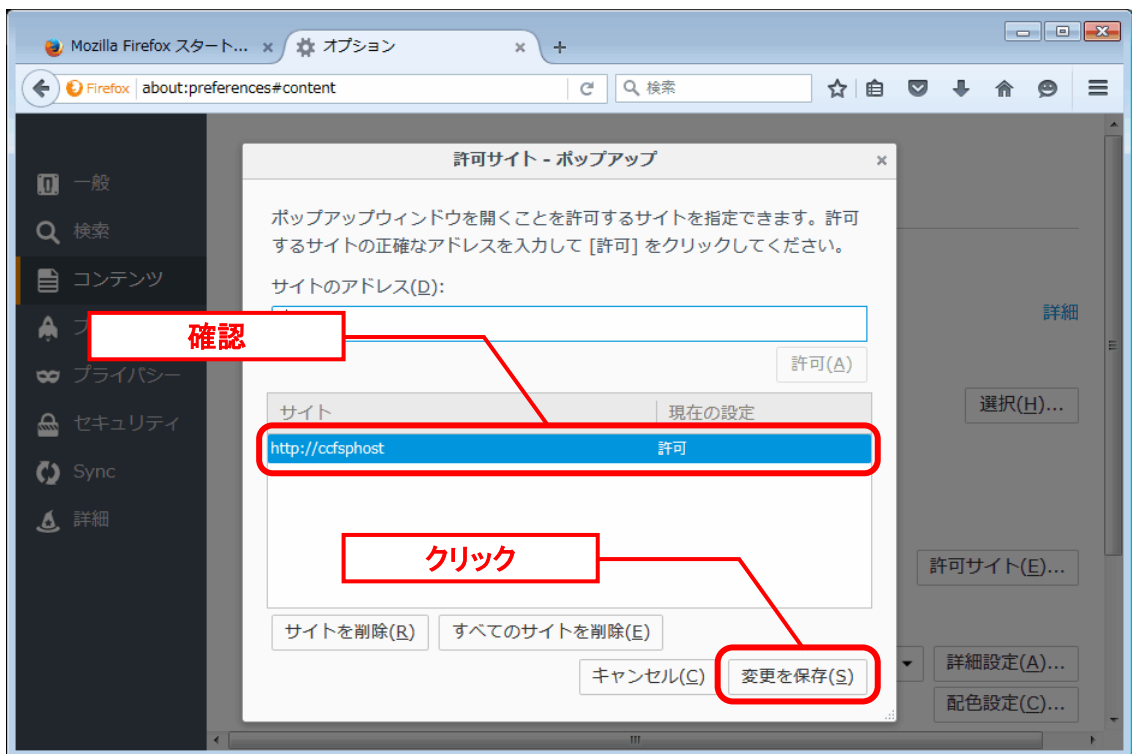 Mozilla Firefox スタート...
オプション
Firefox about:preferences#content
検索
一般
検索
コンテンツ
プライバシー
セキュリティ
Sync
詳細
許可サイト - ポップアップ
ポップアップウィンドウを開くことを許可するサイトを指定できます。許可
するサイトの正確なアドレスを入力して [許可] をクリックしてください。
サイトのアドレス(D):
確認
許可(A)
サイト 現在の設定
http://ccfsphost 許可
クリック
サイトを削除(R) すべてのサイトを削除(E)
キャンセル(C) 変更を保存(S)
詳細
選択(H)...
許可サイト(E)...
詳細設定(A)...
配色設定(C)...